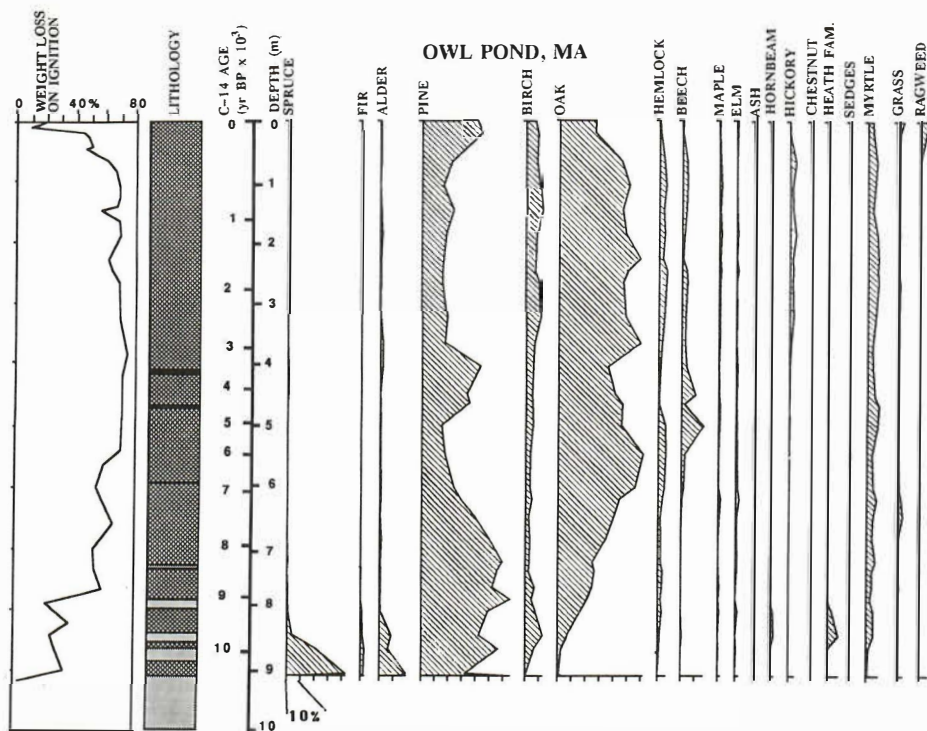 OWL POND, MA
WEIGHT LOSS
ON IGNITION
LITHOLOGY
C-14 AGE
(yr BP x 10³)
DEPTH (m)
SPRUCE
FIR
ALDER
PINE
BIRCH
OAK
HEMLOCK
BEECH
MAPLE
ELM
ASH
HORNBEAM
HICKORY
CHESTNUT
HEATH FAM.
SEDGES
MYRTLE
GRASS
RAGWEED
0 40% 80
0 0
1
1
2
2
3
3
4
4
5 5
6
6
7
7
8
8
9
10
9
10
10%